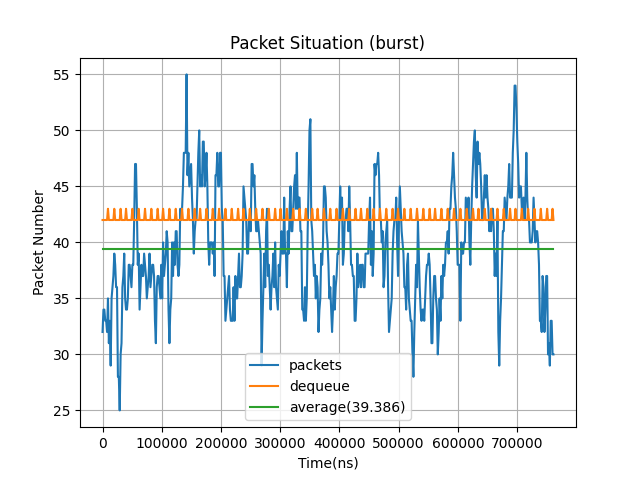 Packet Situation (burst)
Packet Number
55
50
45
40
35
30
25
packets
dequeue
average(39.386)
0 100000 200000 300000 400000 500000 600000 700000
Time(ns)